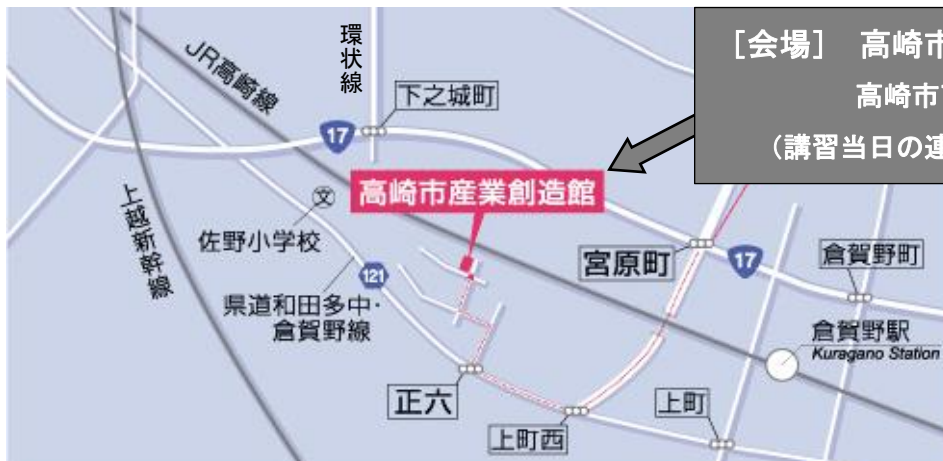 [会場] 高崎市
高崎市
(講習当日の連
環状線
JR高崎線
下之城町
17
高崎市産業創造館
上越新幹線
佐野小学校
文
宮原町
17
倉賀野町
121
県道和田多中・
倉賀野線
倉賀野駅
Kuragano Station
正六
上町
上町西